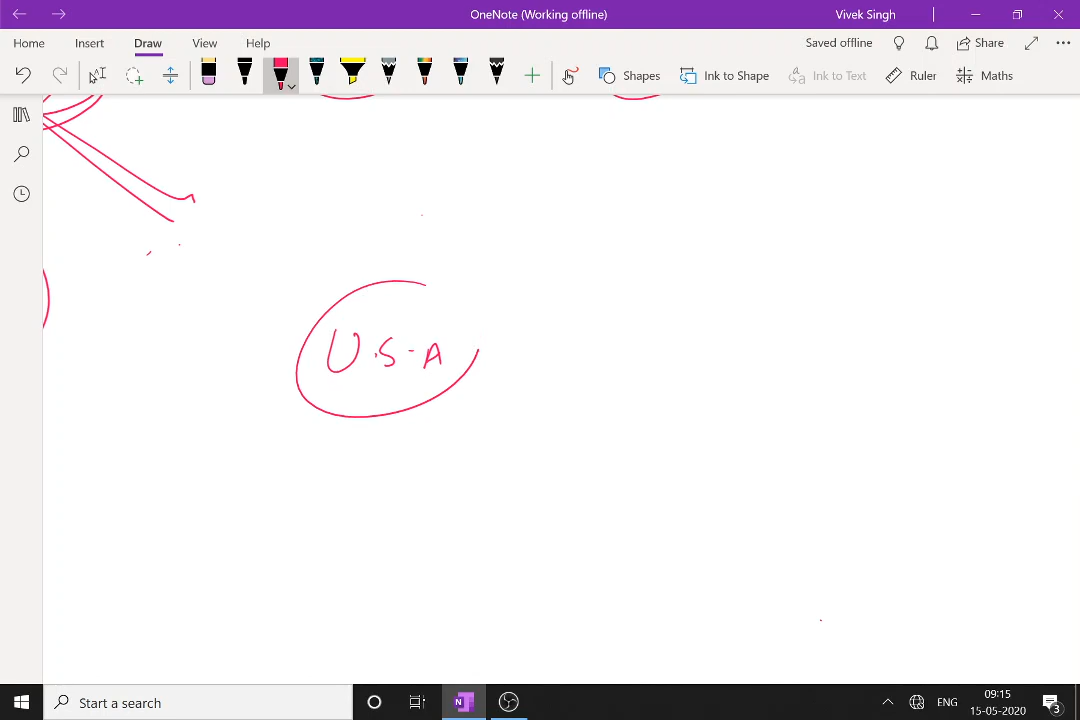 OneNote (Working offline)
Vivek Singh
Home Insert Draw View Help
Saved offline
Share
Shapes
Ink to Shape
Ink to Text
Ruler
Maths
U.S-A
Start a search
N
ENG
09:15
15-05-2020
3